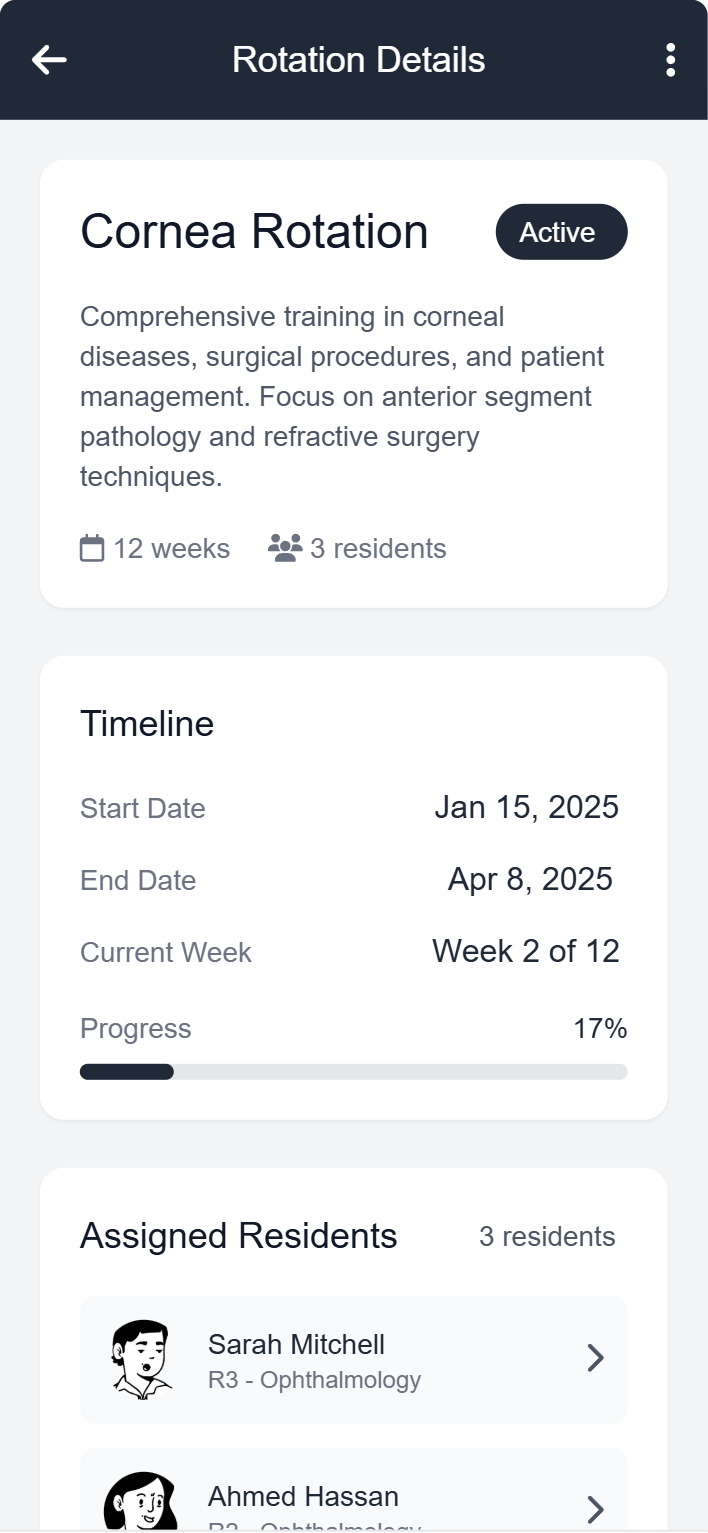 Rotation Details
Cornea Rotation
Active
Comprehensive training in corneal
diseases, surgical procedures, and patient
management. Focus on anterior segment
pathology and refractive surgery
techniques.
12 weeks
3 residents
Timeline
Start Date
Jan 15, 2025
End Date
Apr 8, 2025
Current Week
Week 2 of 12
Progress
17%
Assigned Residents
3 residents
Sarah Mitchell
R3 - Ophthalmology
Ahmed Hassan